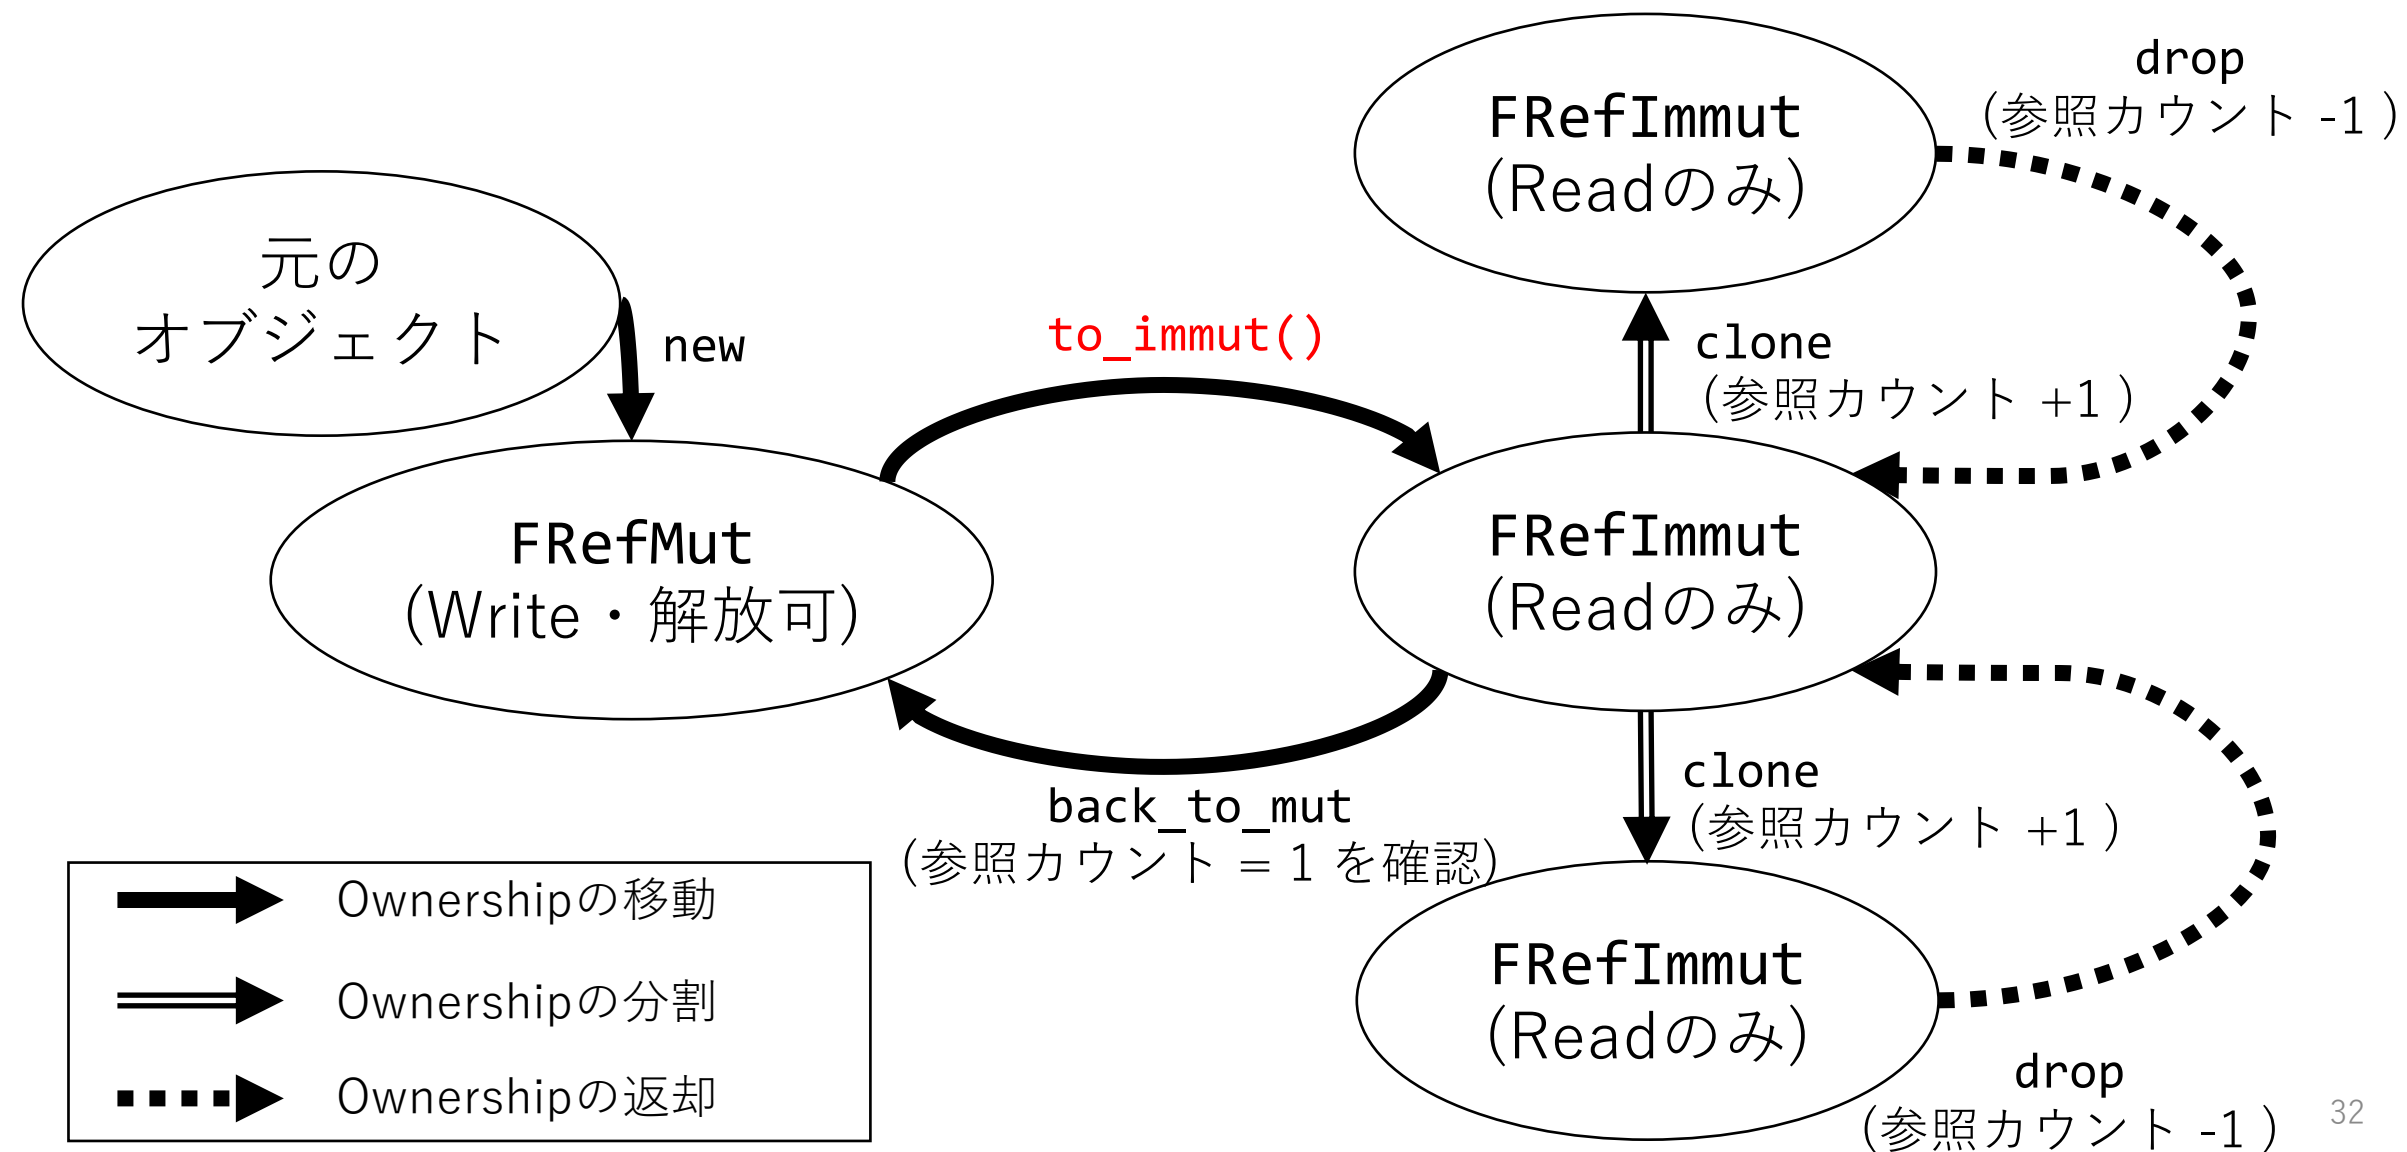 元の
オブジェクト
new
FRefMut
(Write・解放可)
to_immut()
back_to_mut
(参照カウント = 1 を確認)
FRefImmut
(Readのみ)
drop
(参照カウント -1 )
clone
(参照カウント +1 )
FRefImmut
(Readのみ)
clone
(参照カウント +1 )
FRefImmut
(Readのみ)
drop
(参照カウント -1 )
Ownershipの移動
Ownershipの分割
Ownershipの返却
32